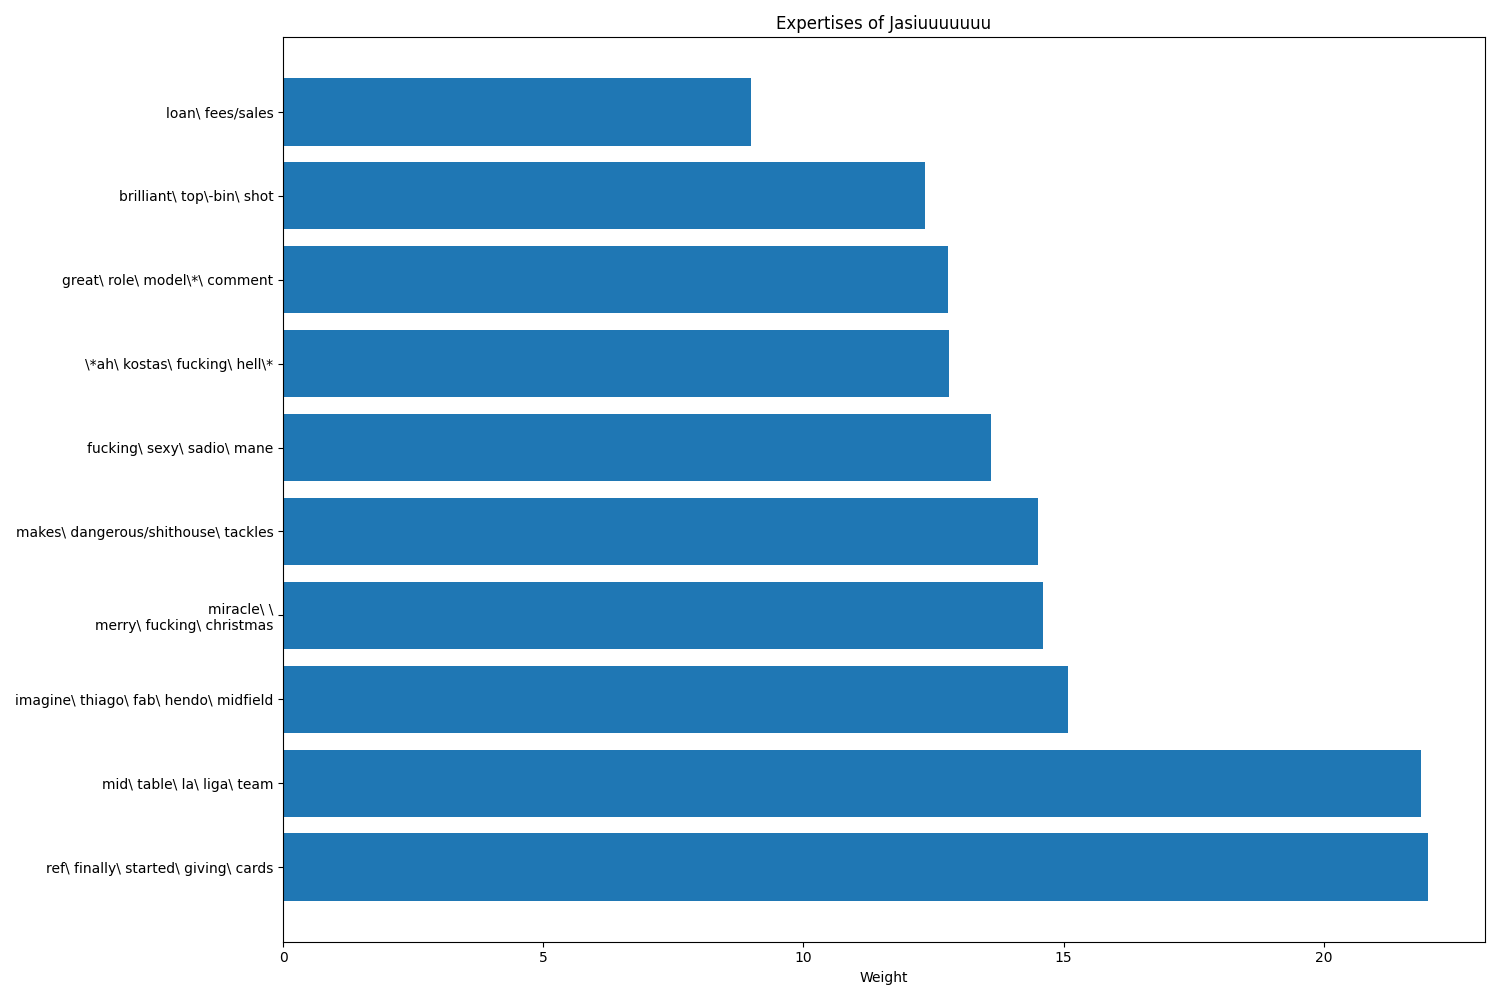 Expertises of Jasiuuuuuuu
loan\ fees/sales
brilliant\ top\-bin\ shot
great\ role\ model\*\ comment
\*ah\ kostas\ fucking\ hell\*
fucking\ sexy\ sadio\ mane
makes\ dangerous/shithouse\ tackles
miracle\ \
merry\ fucking\ christmas
imagine\ thiago\ fab\ hendo\ midfield
mid\ table\ la\ liga\ team
ref\ finally\ started\ giving\ cards
0 5 10 15 20
Weight